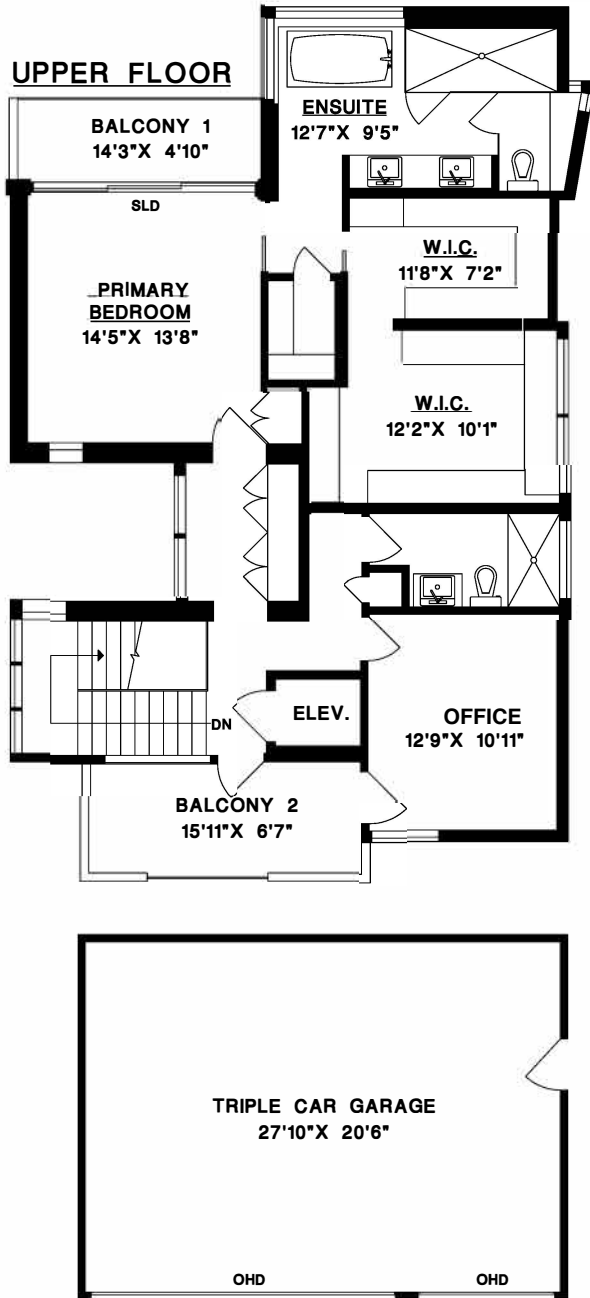 UPPER FLOOR
BALCONY 1
14'3"X 4'10"
ENSUITE
12'7"X 9'5"
SLD
W.I.C.
11'8"X 7'2"
PRIMARY
BEDROOM
14'5"X 13'8"
W.I.C.
12'2"X 10'1"
ELEV.
OFFICE
12'9"X 10'11"
DN
BALCONY 2
15'11"X 6'7"
TRIPLE CAR GARAGE
27'10"X 20'6"
OHD
OHD